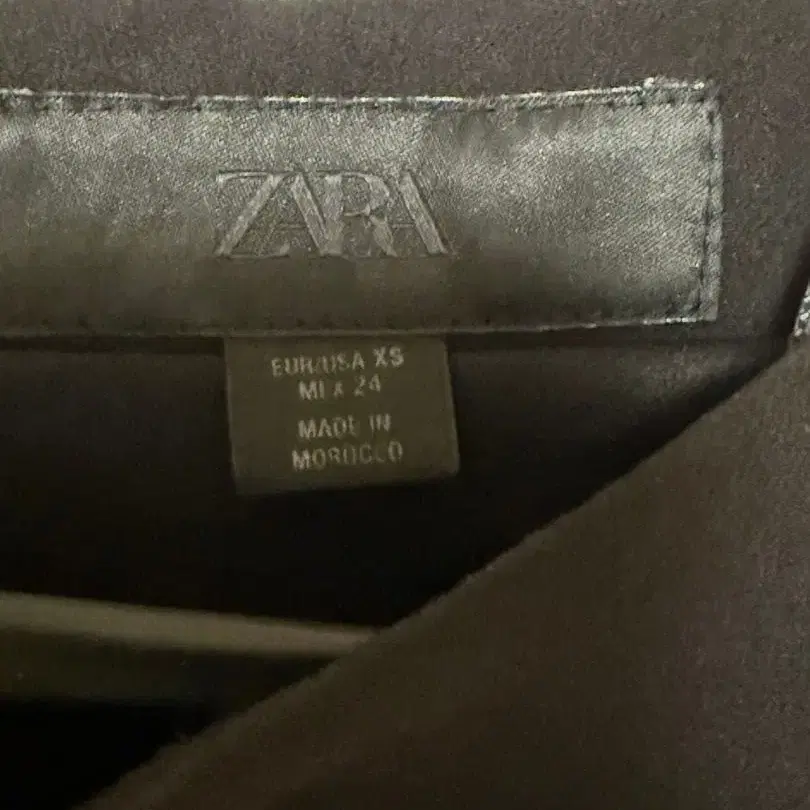 ZARA
EUR/USA XS
MEX 24
MADE IN
MOROCCO